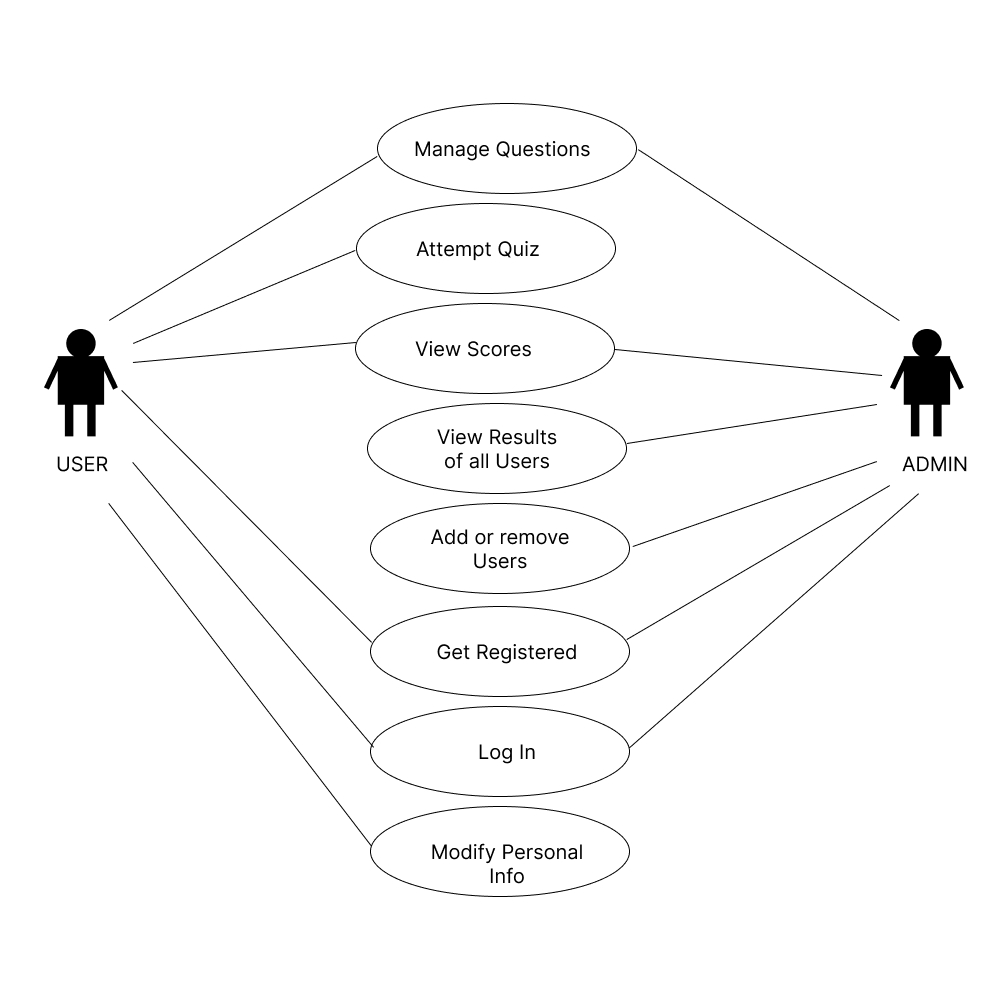 Manage Questions
Attempt Quiz
View Scores
View Results
of all Users
USER
ADMIN
Add or remove
Users
Get Registered
Log In
Modify Personal
Info